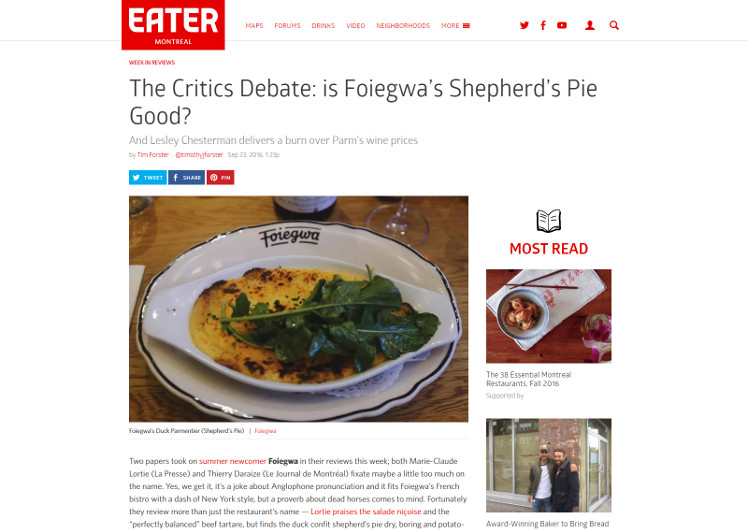 EATER
MONTREAL
MAPS FORUMS DRINKS VIDEO NEIGHBORHOODS MORE
WEEK IN REVIEWS
The Critics Debate: is Foiegwa's Shepherd's Pie
Good?
And Lesley Chesterman delivers a burn over Parm's wine prices
by Tim Forster @timothyjforster Sep 23, 2016, 1:23p
TWEET SHARE PIN
Foiegwa
MOST READ
The 38 Essential Montreal
Restaurants, Fall 2016
Supported by
Foiegwa's Duck Parmentier (Shepherd's Pie) | Foiegwa
Two papers took on summer newcomer Foiegwa in their reviews this week; both Marie-Claude
Lortie (La Presse) and Thierry Daraize (Le Journal de Montréal) fixate maybe a little too much on
the name. Yes, we get it, it's a joke about Anglophone pronunciation and it fits Foiegwa's French
bistro with a dash of New York style, but a proverb about dead horses comes to mind. Fortunately
they review more than just the restaurant's name — Lortie praises the salade niçoise and the
"perfectly balanced" beef tartare, but finds the duck confit shepherd's pie dry, boring and potato-
Award-Winning Baker to Bring Bread